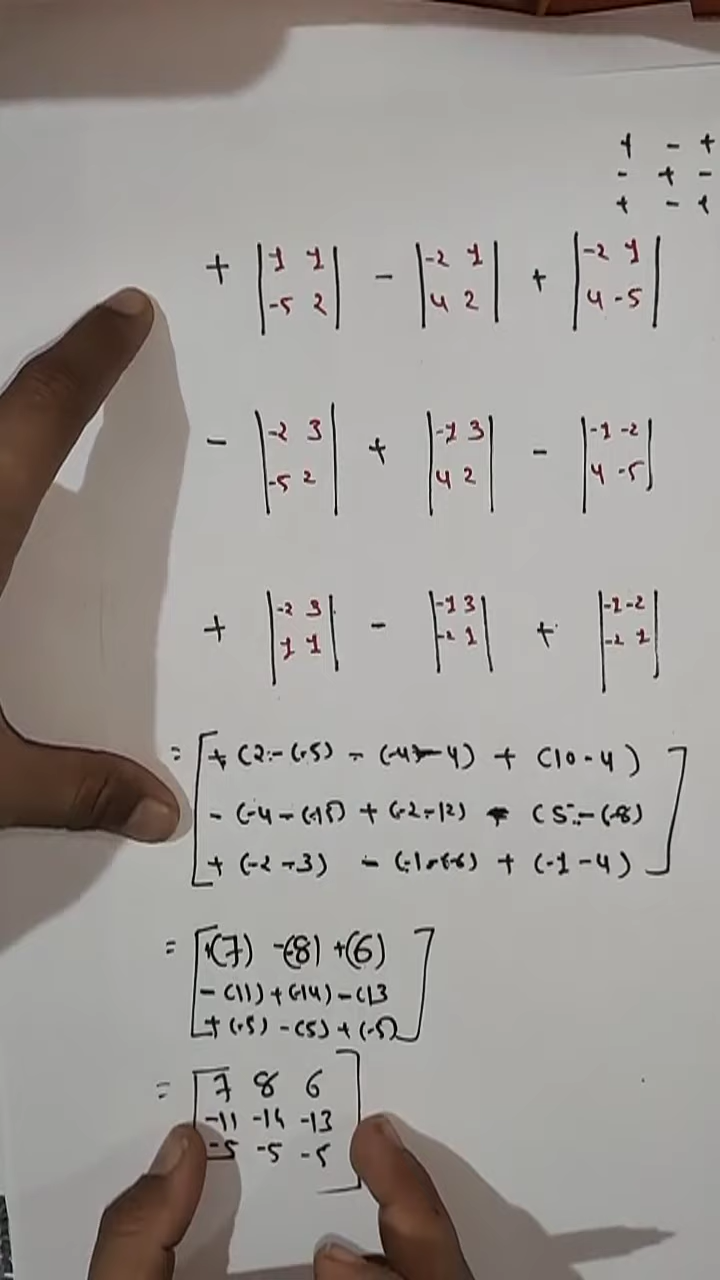 + - +
- + -
+ - +
+ |1 1| - |-2 1| + |-2 1|
|-5 2| |4 2| |4 -5|
- |-2 3| + |-1 3| - |-1 -2|
|-5 2| |4 2| |4 -5|
+ |-2 3| - |-1 3| + |-1 -2|
|1 1| |-2 1| |-2 1|
= [+ (2 - (-5) - (-4 - 4) + (10 - 4)
- (-4 - (-15) + (-2 - 12) - (5 - (-8)
+ (-2 - 3) - (-1 - (-6) + (-1 - 4)]
= [+(7) -(-8) +(6)
- (11) + (-14) - (13
+ (-5) - (5) + (-5)]
= [7 8 6
-11 -14 -13
-5 -5 -5]